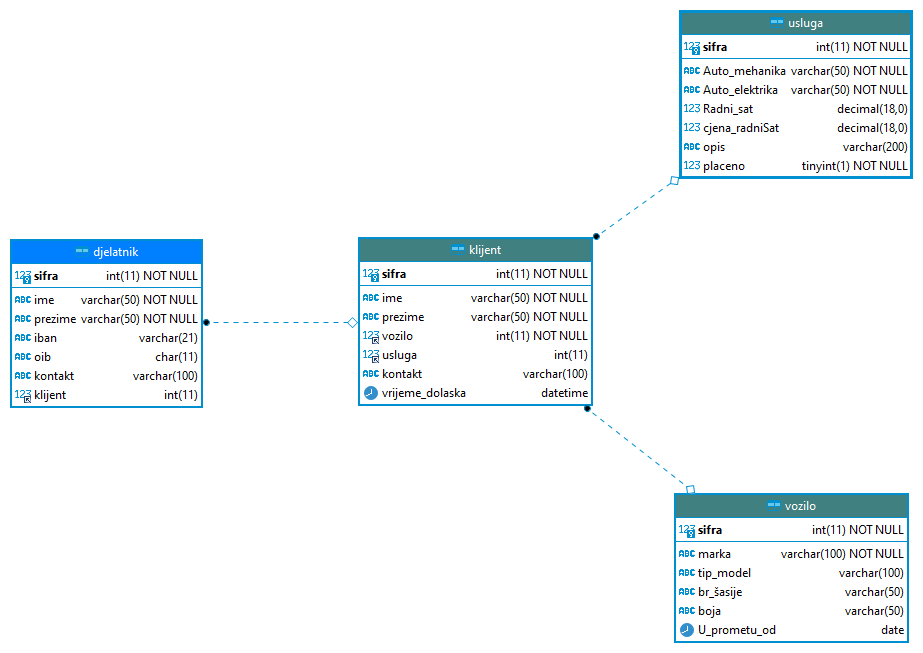 usluga
123 sifra int(11) NOT NULL
ABC Auto_mehanika varchar(50) NOT NULL
ABC Auto_elektrika varchar(50) NOT NULL
123 Radni_sat decimal(18,0)
123 cjena_radniSat decimal(18,0)
ABC opis varchar(200)
123 placeno tinyint(1) NOT NULL
djelatnik
123 sifra int(11) NOT NULL
ABC ime varchar(50) NOT NULL
ABC prezime varchar(50) NOT NULL
ABC iban varchar(21)
ABC oib char(11)
ABC kontakt varchar(100)
123 klijent int(11)
klijent
123 sifra int(11) NOT NULL
ABC ime varchar(50) NOT NULL
ABC prezime varchar(50) NOT NULL
123 vozilo int(11) NOT NULL
123 usluga int(11)
ABC kontakt varchar(100)
vrijeme_dolaska datetime
vozilo
123 sifra int(11) NOT NULL
ABC marka varchar(100) NOT NULL
ABC tip_model varchar(100)
ABC br_šasije varchar(50)
ABC boja varchar(50)
U_prometu_od date